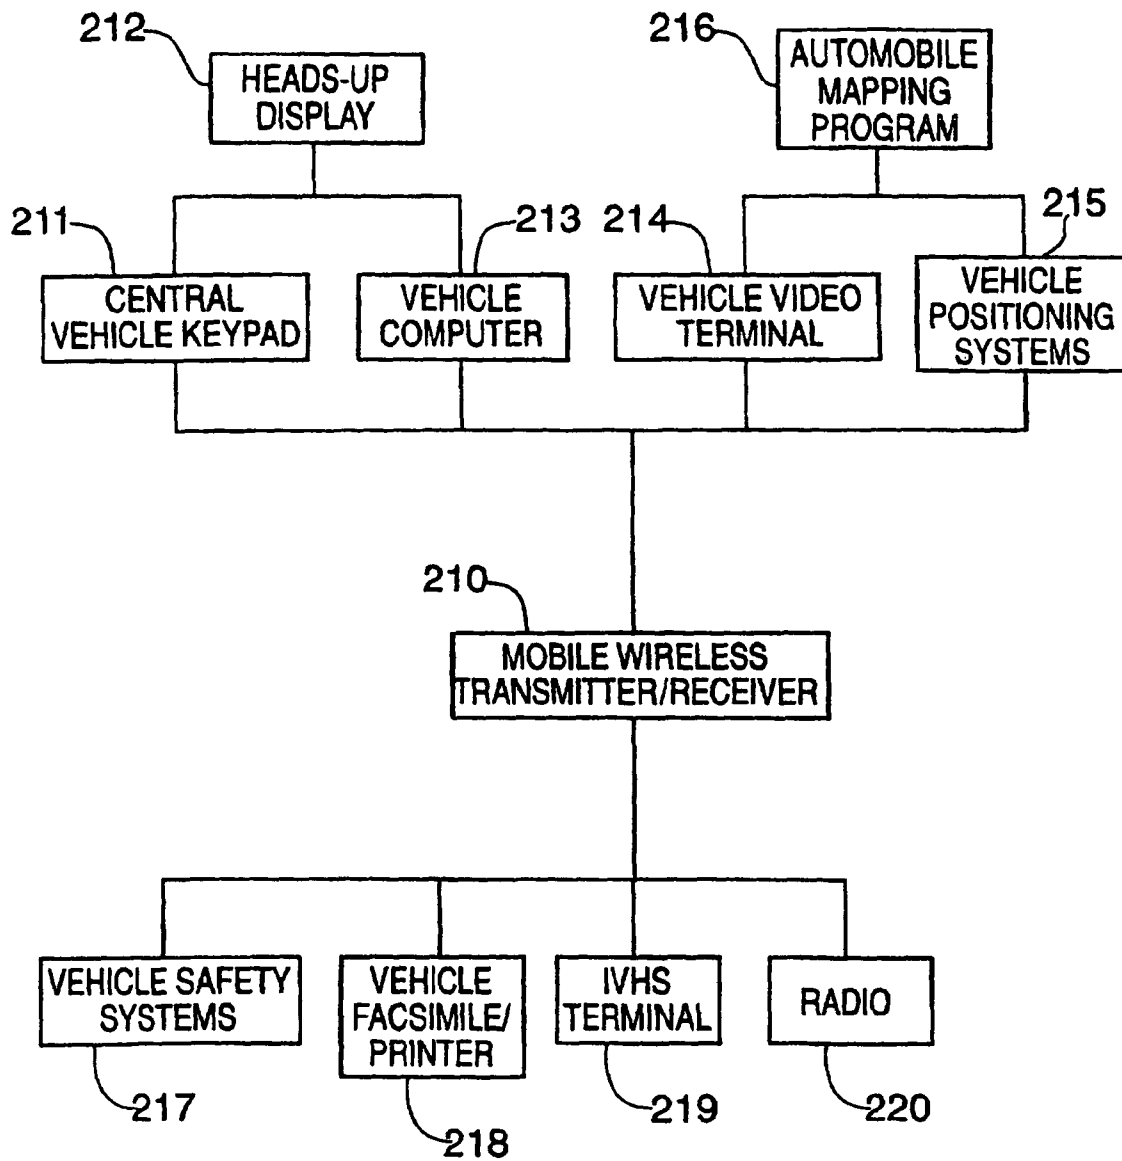 212
HEADS-UP
DISPLAY
216
AUTOMOBILE
MAPPING
PROGRAM
211
CENTRAL
VEHICLE KEYPAD
213
VEHICLE
COMPUTER
214
VEHICLE VIDEO
TERMINAL
215
VEHICLE
POSITIONING
SYSTEMS
210
MOBILE WIRELESS
TRANSMITTER/RECEIVER
VEHICLE SAFETY
SYSTEMS
217
VEHICLE
FACSIMILE/
PRINTER
218
IVHS
TERMINAL
219
RADIO
220